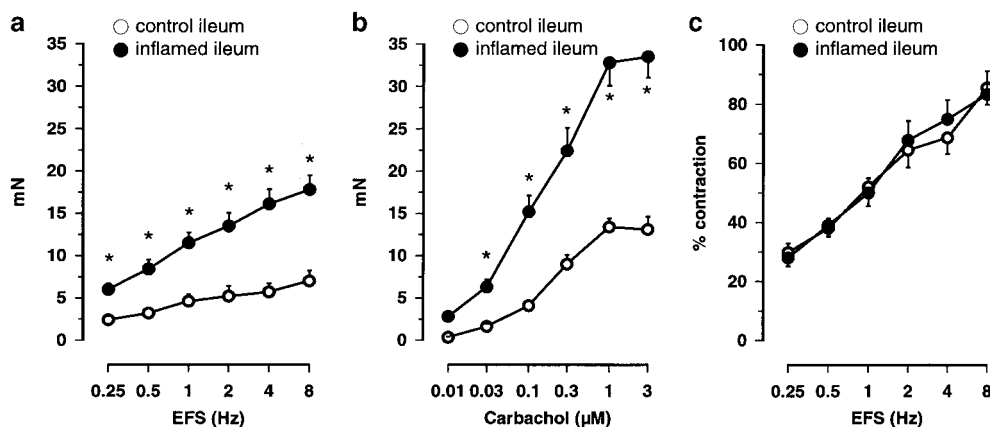 a
control ileum
inflamed ileum
35
30
25
20
15
10
5
0
mN
* * * * * *
0.25 0.5 1 2 4 8
EFS (Hz)
b
control ileum
inflamed ileum
35
30
25
20
15
10
5
0
mN
* * * * *
0.01 0.03 0.1 0.3 1 3
Carbachol (µM)
c
control ileum
inflamed ileum
100
80
60
40
20
0
% contraction
0.25 0.5 1 2 4 8
EFS (Hz)